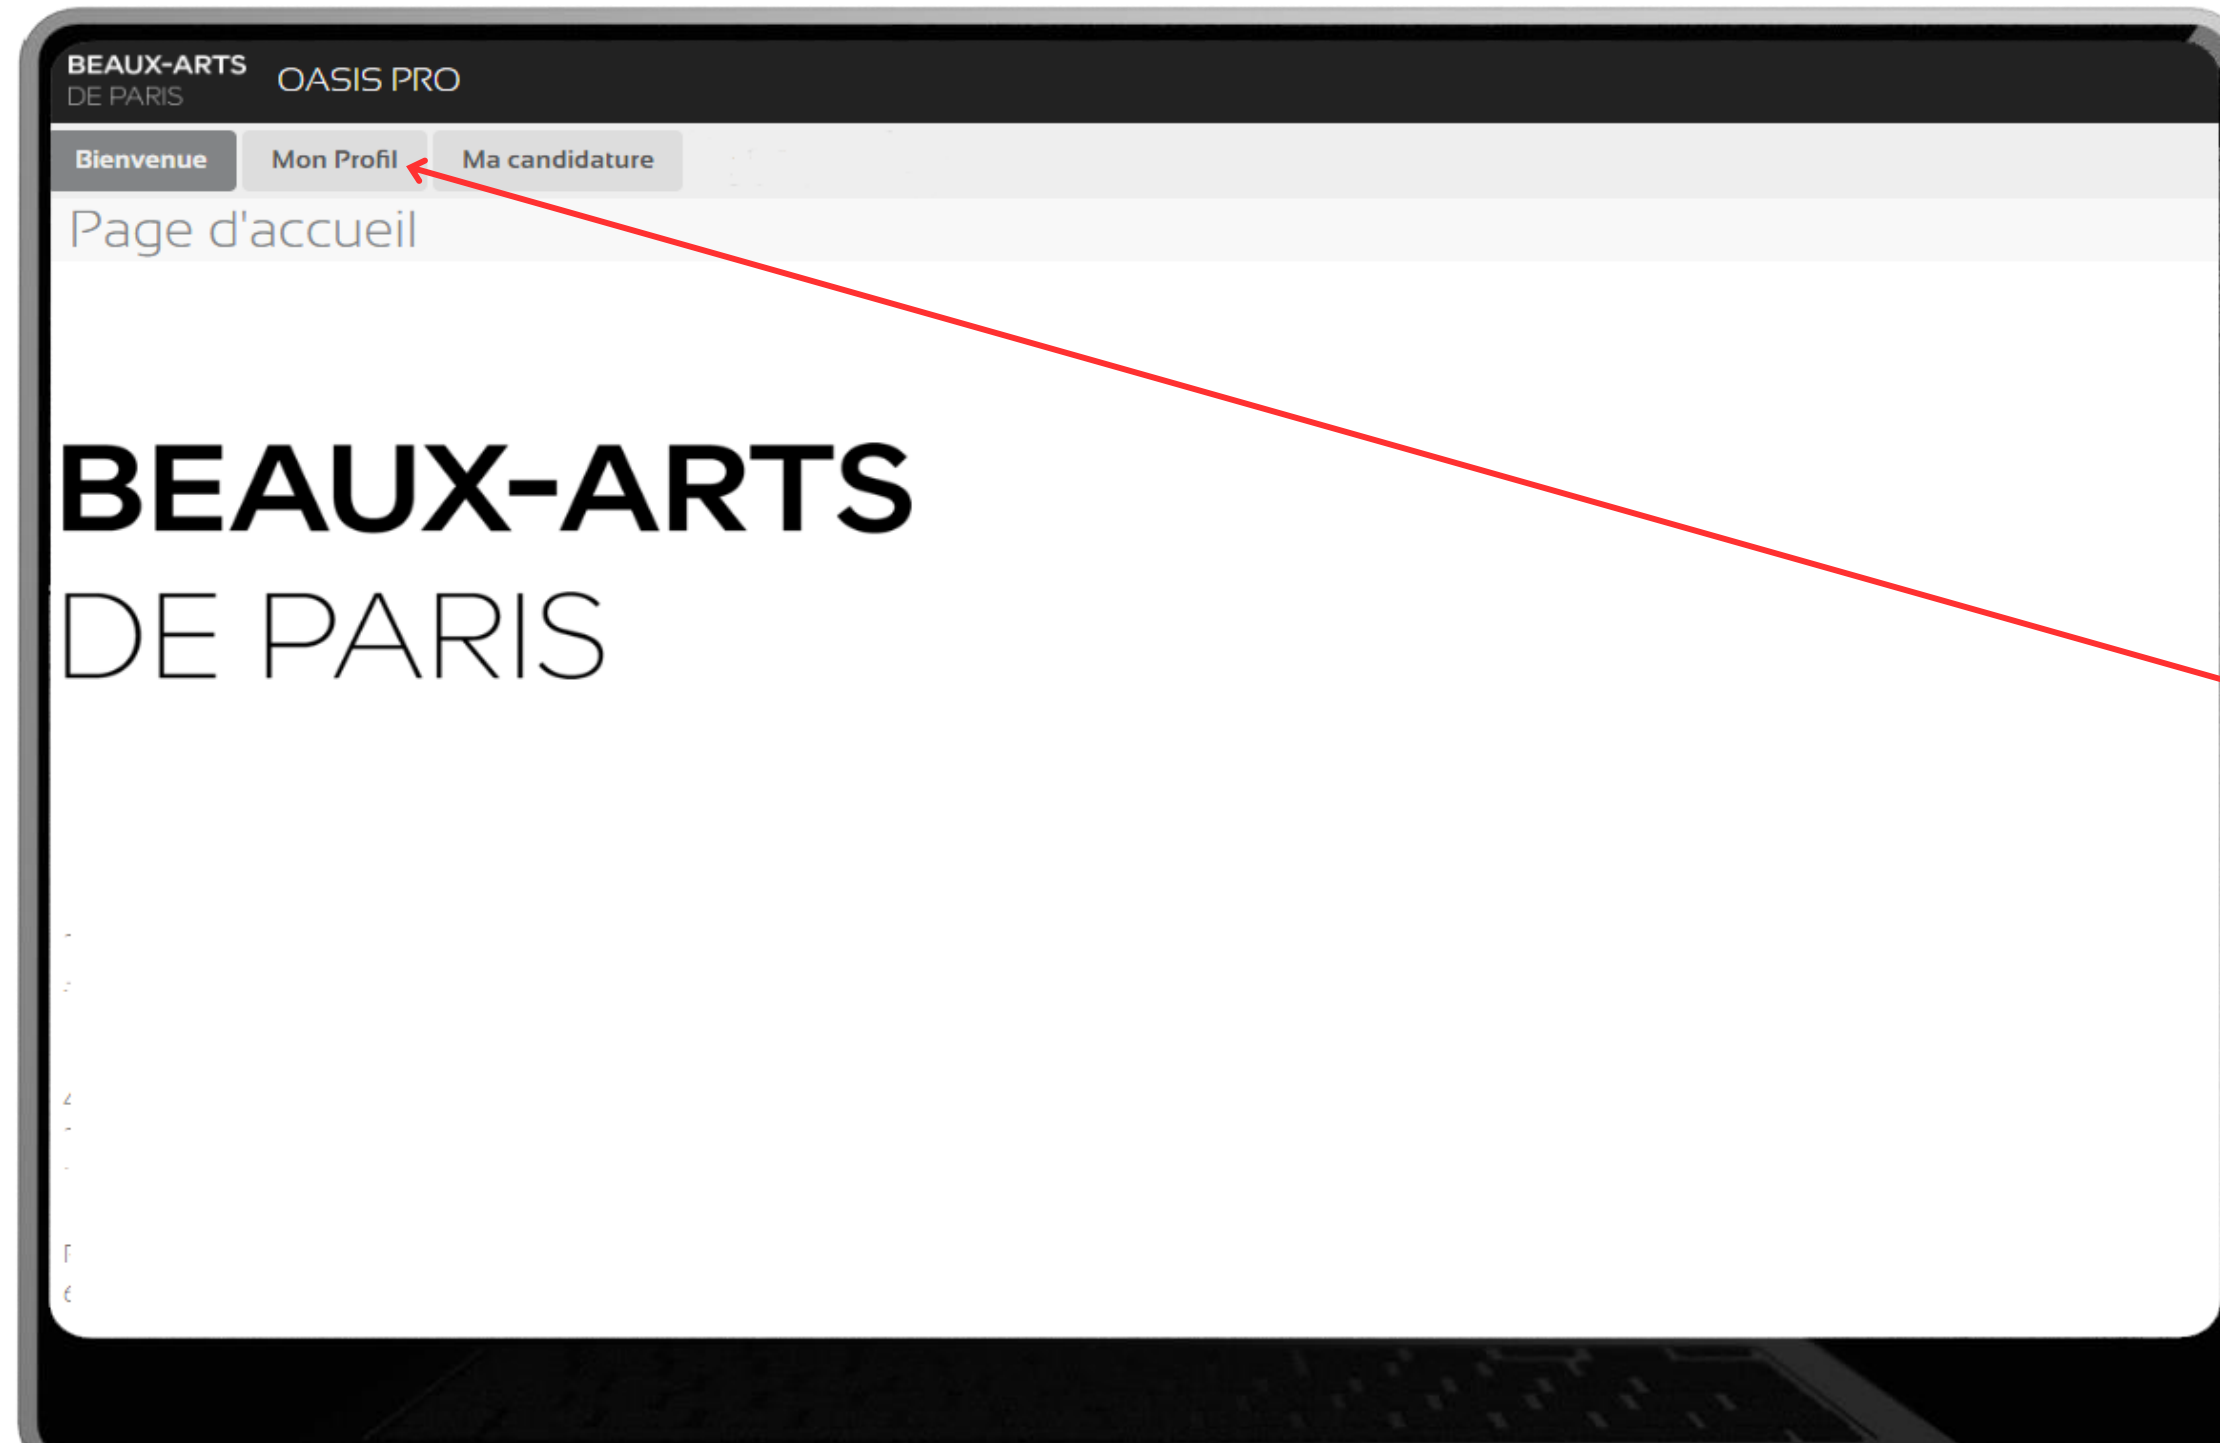 BEAUX-ARTS
DE PARIS
OASIS PRO
Bienvenue Mon Profil Ma candidature
Page d'accueil
BEAUX-ARTS
DE PARIS